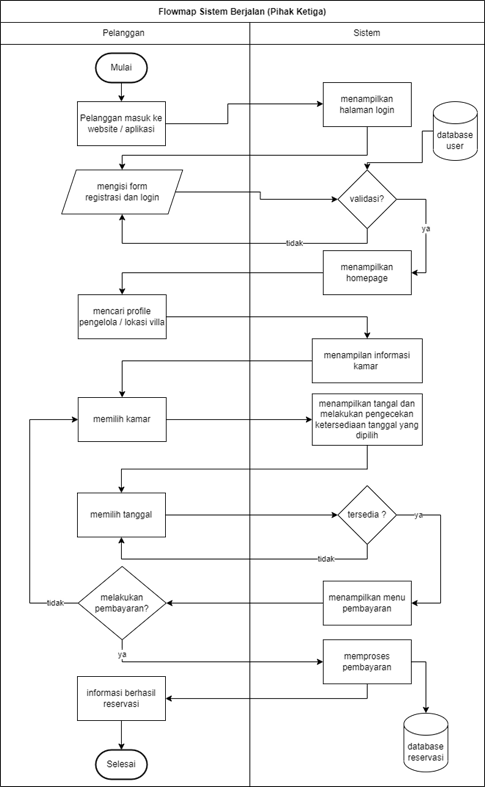 Flowmap Sistem Berjalan (Pihak Ketiga)
Pelanggan
Sistem
Mulai
Pelanggan masuk ke
website / aplikasi
menampilkan
halaman login
database
user
mengisi form
registrasi dan login
validasi?
tidak
ya
menampilkan
homepage
mencari profile
pengelola / lokasi villa
menampilan informasi
kamar
memilih kamar
menampilkan tangal dan
melakukan pengecekan
ketersediaan tanggal yang
dipilih
memilih tanggal
tersedia ?
ya
tidak
melakukan
pembayaran?
tidak
menampilkan menu
pembayaran
ya
memproses
pembayaran
informasi berhasil
reservasi
database
reservasi
Selesai